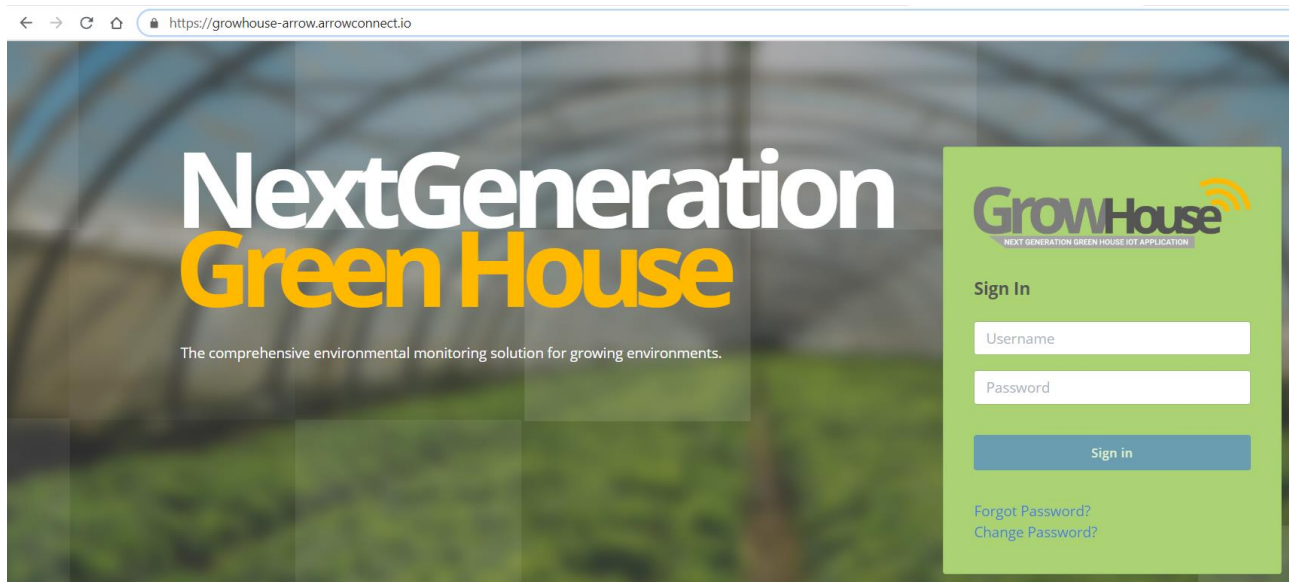 https://growhouse-arrow.arrowconnect.io
NextGeneration
Green House
The comprehensive environmental monitoring solution for growing environments.
GrowHouse
NEXT GENERATION GREEN HOUSE IOT APPLICATION
Sign In
Username
Password
Sign in
Forgot Password?
Change Password?